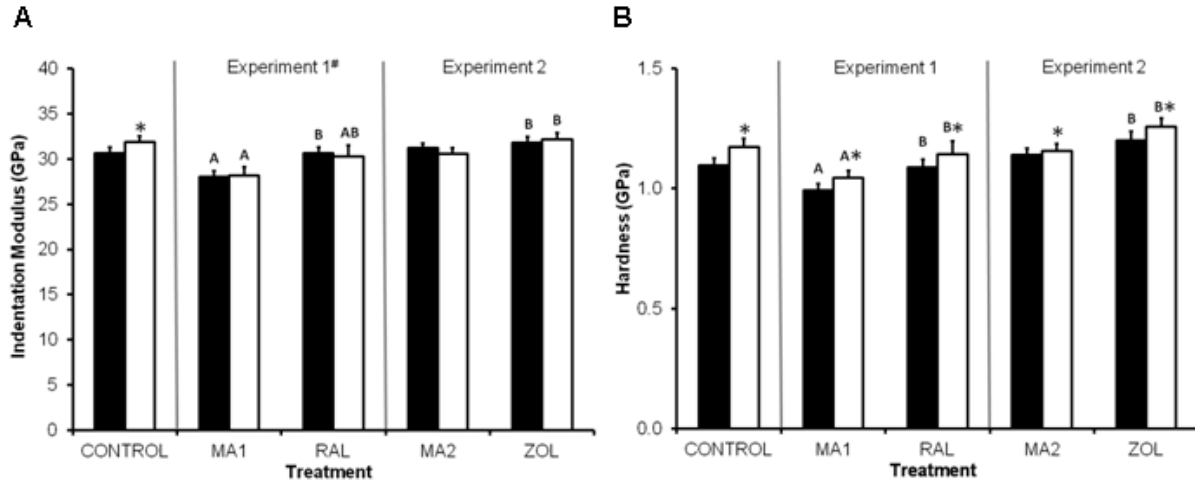 A
Experiment 1#
Experiment 2
Indentation Modulus (GPa)
40
35
30
25
20
15
10
5
0
*
A
A
B
AB
B
B
CONTROL
MA1
RAL
MA2
ZOL
Treatment
B
Experiment 1
Experiment 2
Hardness (GPa)
1.5
1.0
0.5
0.0
*
A
A*
B
B*
*
B
B*
CONTROL
MA1
RAL
MA2
ZOL
Treatment